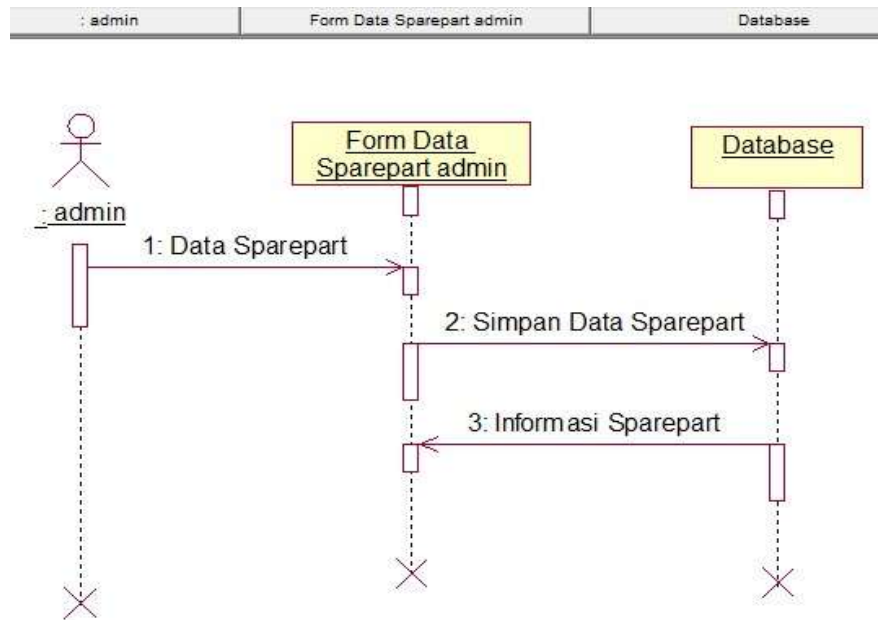 : admin
Form Data Sparepart admin
Database
Form Data
Sparepart admin
Database
: admin
1: Data Sparepart
2: Simpan Data Sparepart
3: Informasi Sparepart